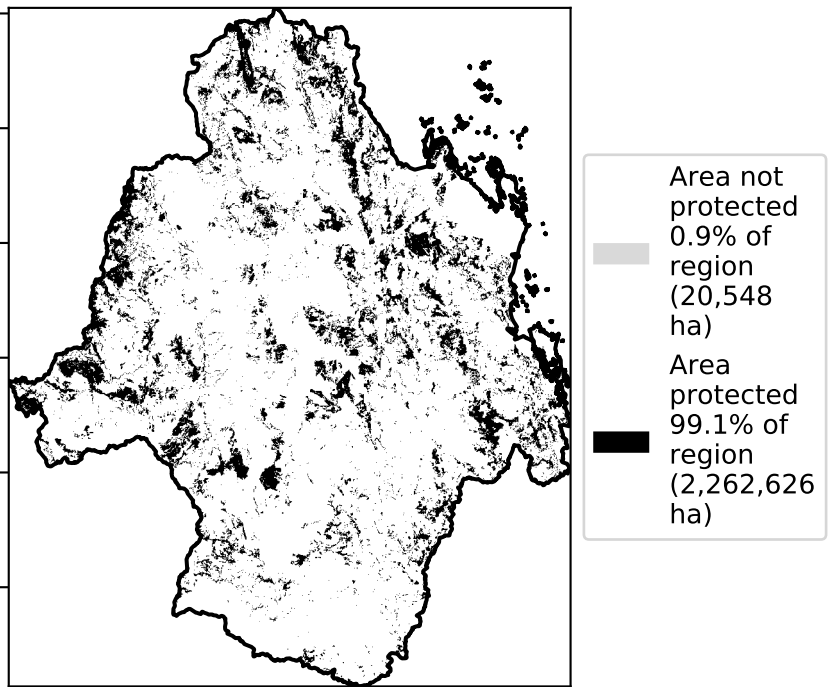 Area not
protected
0.9% of
region
(20,548
ha)
Area
protected
99.1% of
region
(2,262,626
ha)